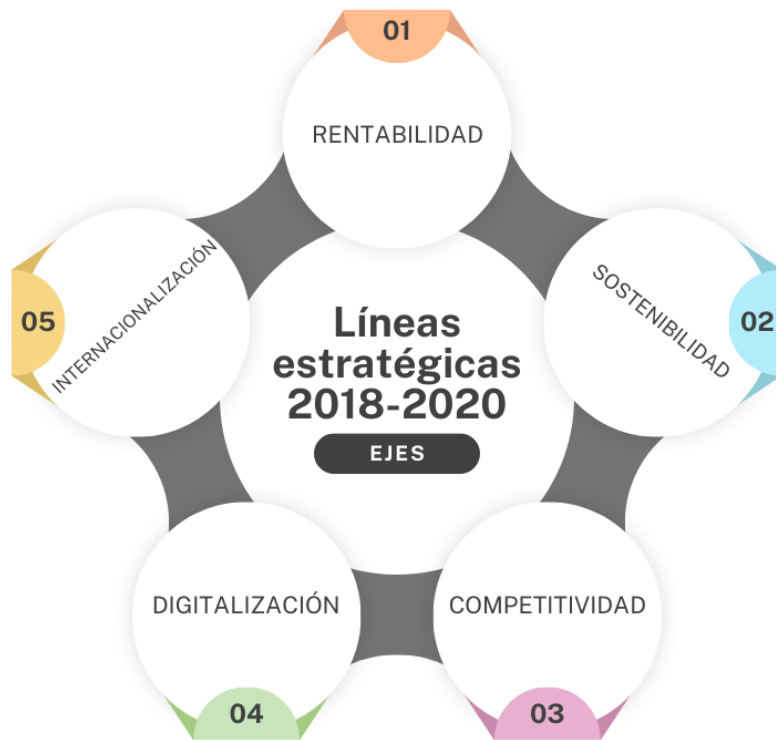 01
RENTABILIDAD
02
SOSTENIBILIDAD
03
COMPETITIVIDAD
04
DIGITALIZACIÓN
05
INTERNACIONALIZACIÓN
Líneas
estratégicas
2018-2020
EJES